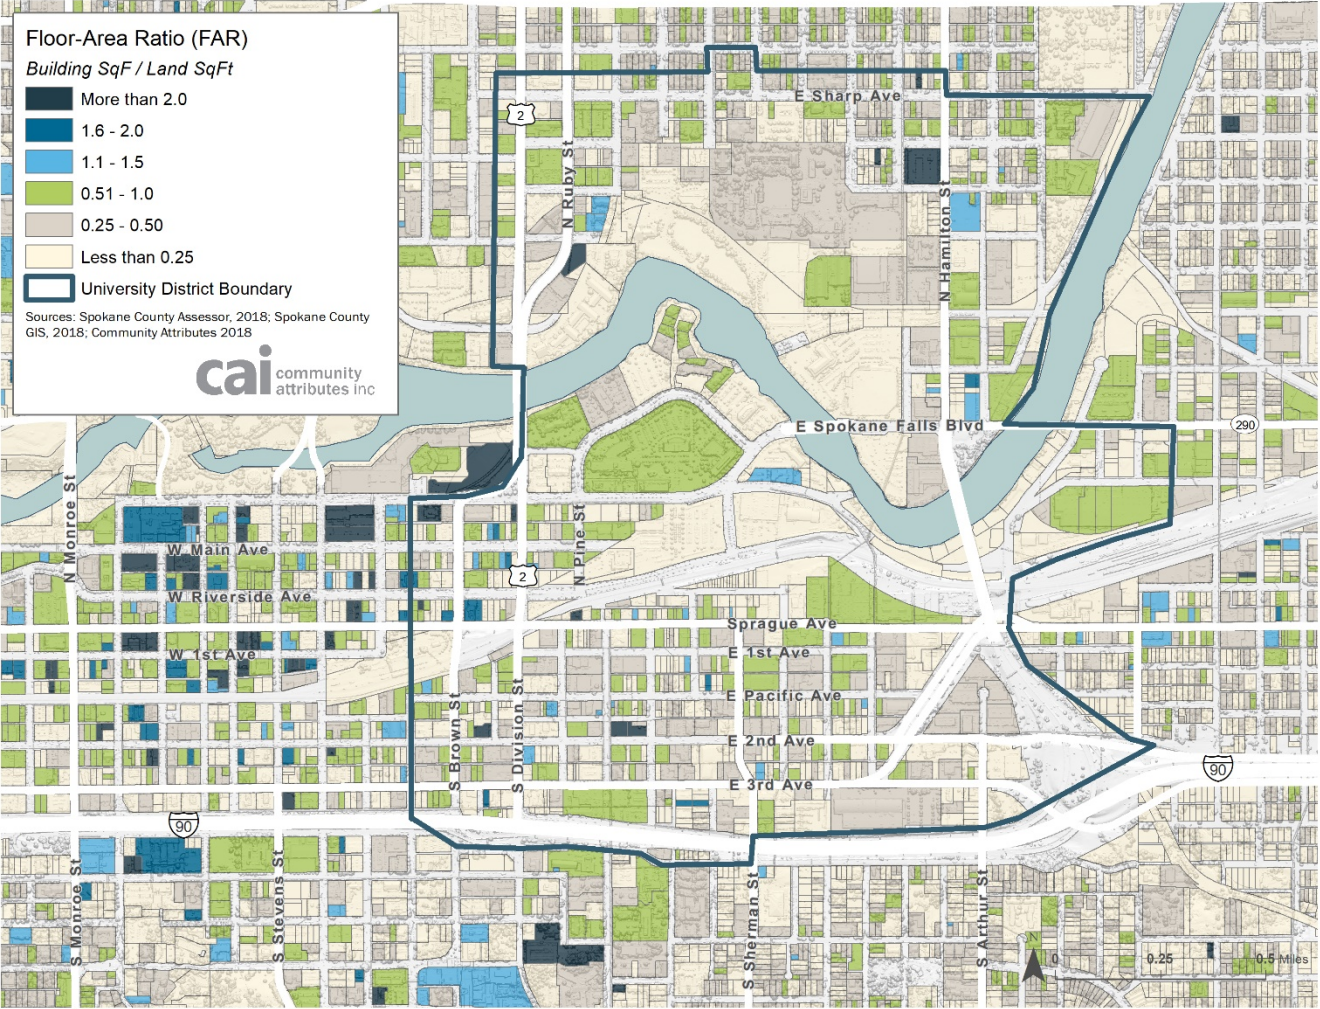 Floor-Area Ratio (FAR)
Building SqF / Land SqFt
More than 2.0
1.6 - 2.0
1.1 - 1.5
0.51 - 1.0
0.25 - 0.50
Less than 0.25
University District Boundary
Sources: Spokane County Assessor, 2018; Spokane County
GIS, 2018; Community Attributes 2018
cai community
attributes inc
E Sharp Ave
2
N Ruby St
N Hamilton St
E Spokane Falls Blvd
290
N Monroe St
W Main Ave
N Pine St
2
W Riverside Ave
Sprague Ave
W 1st Ave
E 1st Ave
E Pacific Ave
S Brown St
S Division St
E 2nd Ave
E 3rd Ave
90
90
S Monroe St
S Stevens St
S Sherman St
S Arthur St
N
0
0.25
0.5 Miles